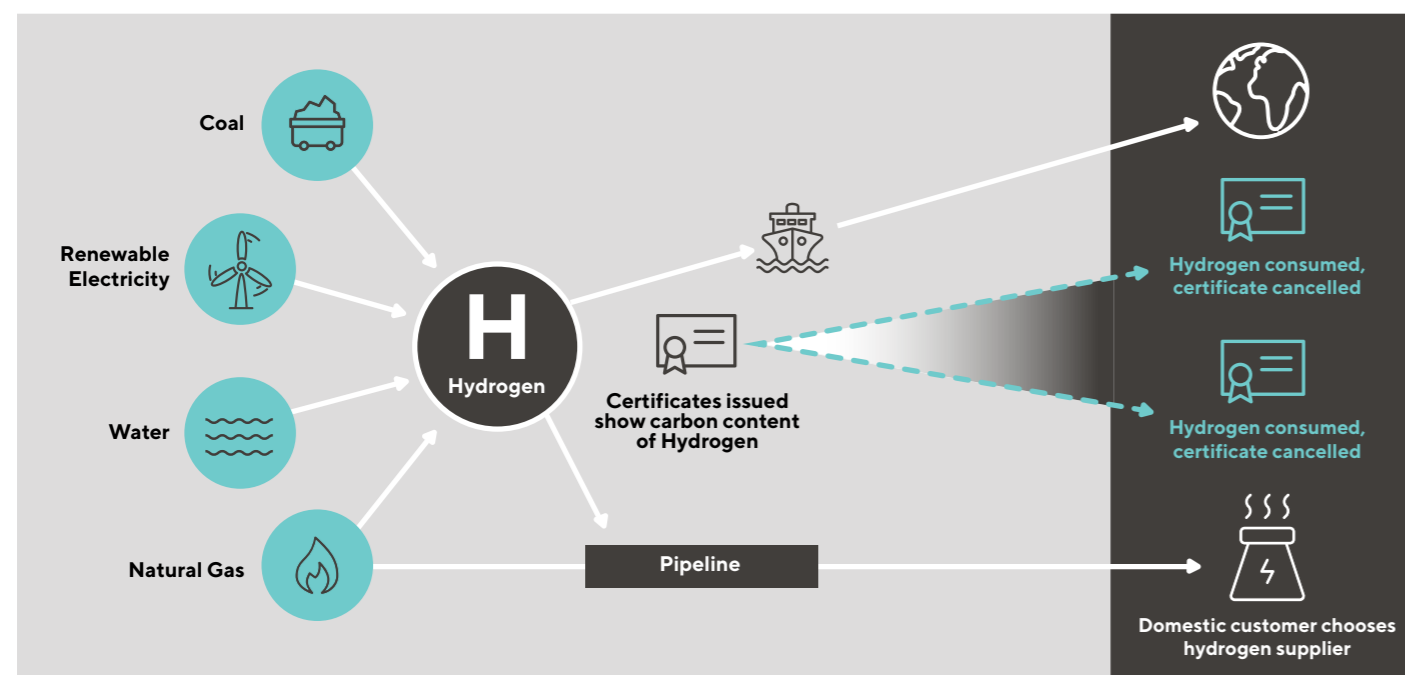 Coal
Renewable
Electricity
Water
Natural Gas
H
Hydrogen
Certificates issued
show carbon content
of Hydrogen
Pipeline
Hydrogen consumed,
certificate cancelled
Hydrogen consumed,
certificate cancelled
Domestic customer chooses
hydrogen supplier